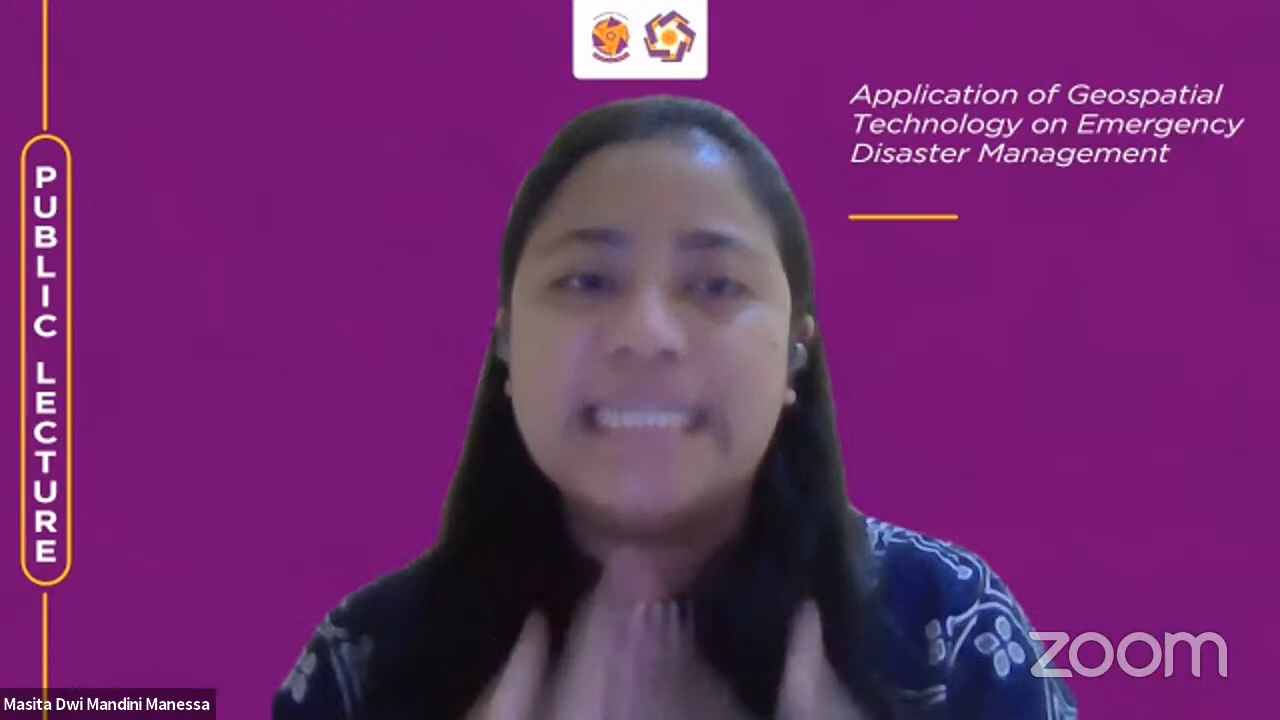 PUBLIC LECTURE
Application of Geospatial
Technology on Emergency
Disaster Management
zoom
Masita Dwi Mandini Manessa